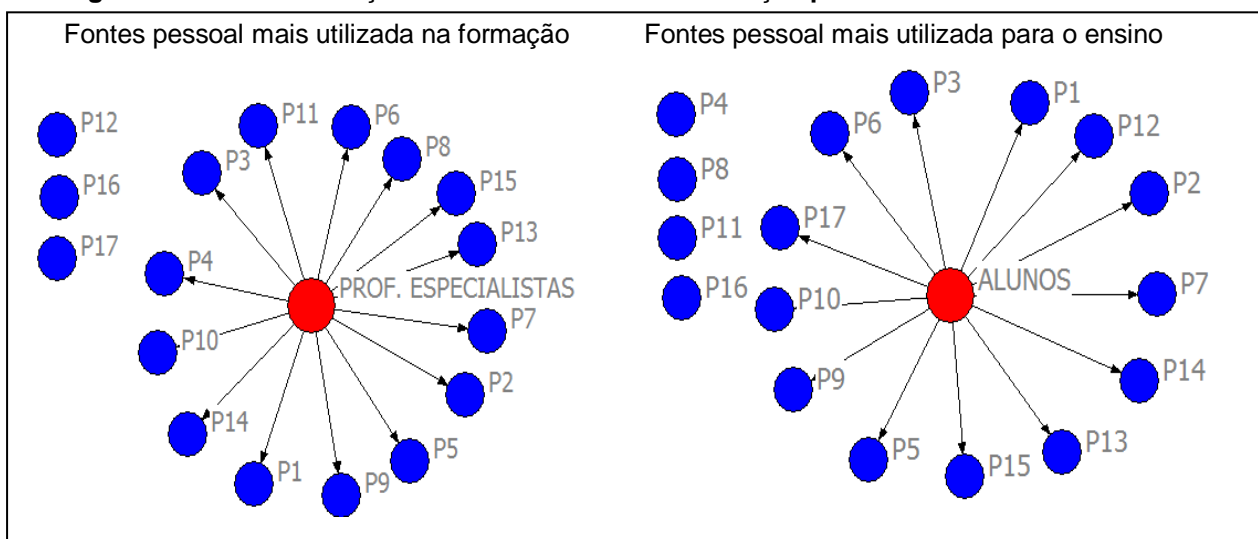 Fontes pessoal mais utilizada na formação
Fontes pessoal mais utilizada para o ensino
P12
P16
P17
P11
P6
P3
P8
P15
P13
P4
PROF. ESPECIALISTAS
P10
P7
P2
P14
P5
P1
P9
P4
P8
P11
P16
P3
P1
P6
P12
P2
P17
ALUNOS
P10
P7
P9
P14
P5
P15
P13